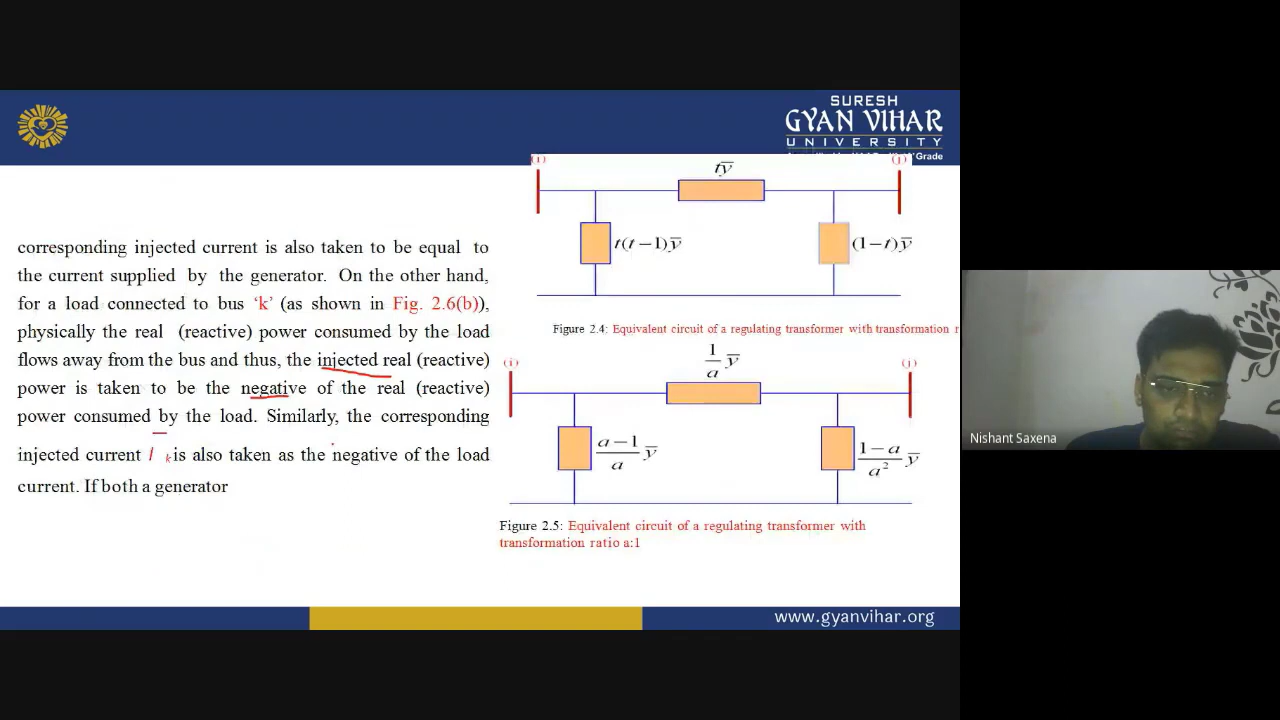 SURESH
GYAN VIHAR
UNIVERSITY
corresponding injected current is also taken to be equal to
the current supplied by the generator. On the other hand,
for a load connected to bus ‘k’ (as shown in Fig. 2.6(b)),
physically the real (reactive) power consumed by the load
flows away from the bus and thus, the injected real (reactive)
power is taken to be the negative of the real (reactive)
power consumed by the load. Similarly, the corresponding
injected current I k is also taken as the negative of the load
current. If both a generator
(i)
(j)
tȳ
t(t−1)ȳ
(1−t)ȳ
Figure 2.4: Equivalent circuit of a regulating transformer with transformation r
(i)
(j)
1/a ȳ
a−1/a ȳ
1−a/a² ȳ
Figure 2.5: Equivalent circuit of a regulating transformer with
transformation ratio a:1
Nishant Saxena
www.gyanvihar.org